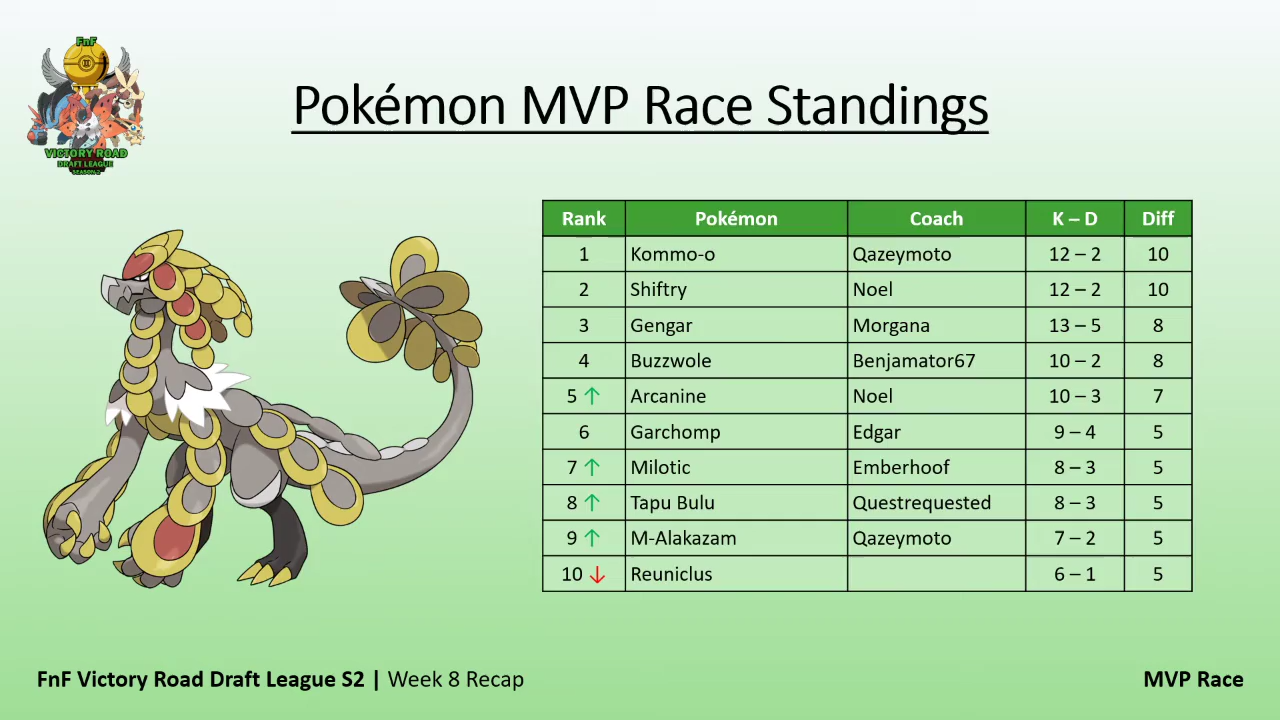 FnF
VICTORY ROAD
DRAFT LEAGUE
SEASON 2
Pokémon MVP Race Standings
Rank Pokémon Coach K – D Diff
1 Kommo-o Qazeymoto 12 – 2 10
2 Shiftry Noel 12 – 2 10
3 Gengar Morgana 13 – 5 8
4 Buzzwole Benjamator67 10 – 2 8
5 ↑ Arcanine Noel 10 – 3 7
6 Garchomp Edgar 9 – 4 5
7 ↑ Milotic Emberhoof 8 – 3 5
8 ↑ Tapu Bulu Questrequested 8 – 3 5
9 ↑ M-Alakazam Qazeymoto 7 – 2 5
10 ↓ Reuniclus 6 – 1 5
FnF Victory Road Draft League S2 | Week 8 Recap
MVP Race